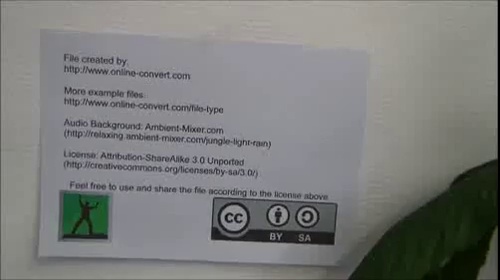 File created by:
http://www.online-convert.com
More example files:
http://www.online-convert.com/file-type
Audio Background: Ambient-Mixer.com
(http://relaxing.ambient-mixer.com/jungle-light-rain)
License: Attribution-ShareAlike 3.0 Unported
(http://creativecommons.org/licenses/by-sa/3.0/)
Feel free to use and share the file according to the license above
cc
BY SA